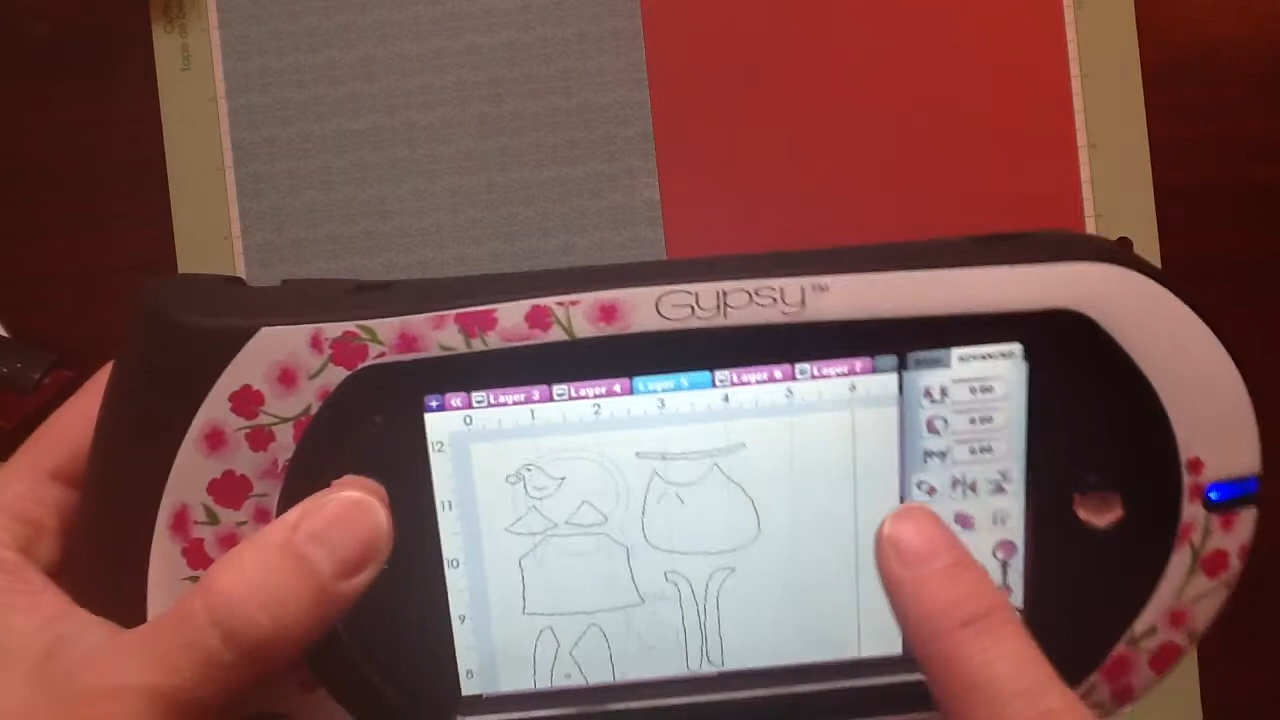 Gypsy™
+ « Layer 3 Layer 4 Layer 5 Layer 6 Layer 7
ADVANCED
0 1 2 3 4 5 6
12
11
10
9
8
0.00
0.00
0.00